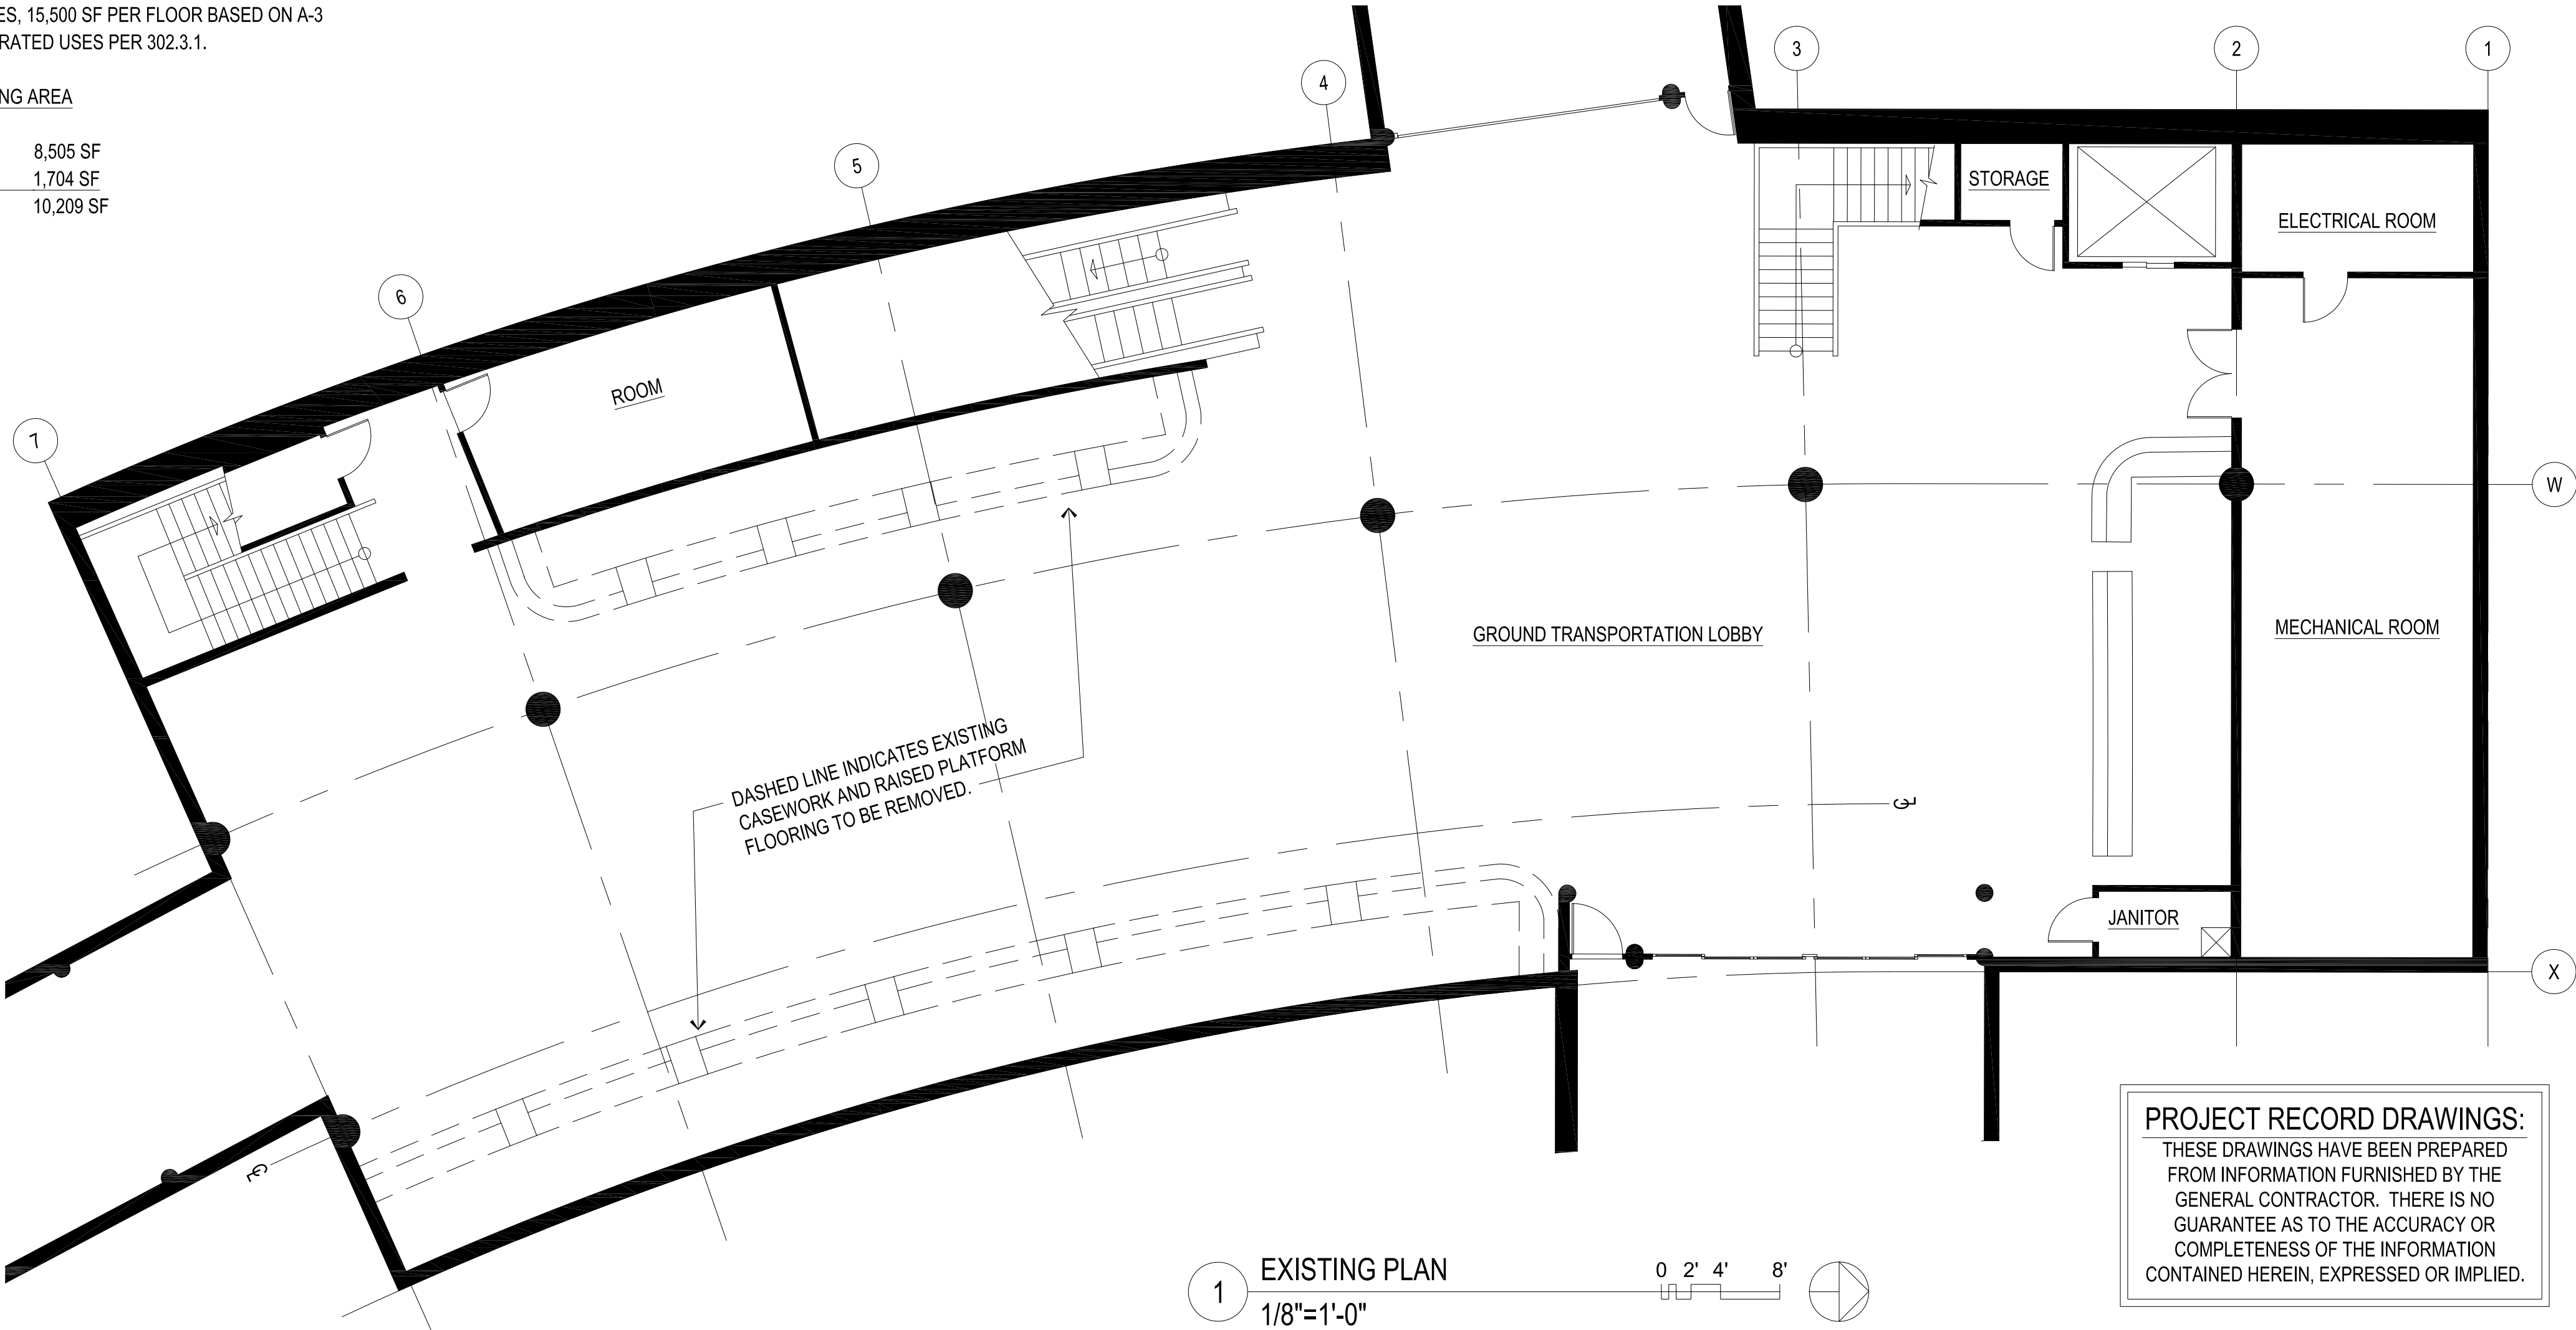 ES, 15,500 SF PER FLOOR BASED ON A-3
RATED USES PER 302.3.1.
NG AREA
8,505 SF
1,704 SF
10,209 SF
7
6
5
4
3
2
1
W
X
STORAGE
ELECTRICAL ROOM
ROOM
GROUND TRANSPORTATION LOBBY
MECHANICAL ROOM
DASHED LINE INDICATES EXISTING
CASEWORK AND RAISED PLATFORM
FLOORING TO BE REMOVED.
CL
JANITOR
CL
PROJECT RECORD DRAWINGS:
THESE DRAWINGS HAVE BEEN PREPARED
FROM INFORMATION FURNISHED BY THE
GENERAL CONTRACTOR. THERE IS NO
GUARANTEE AS TO THE ACCURACY OR
COMPLETENESS OF THE INFORMATION
CONTAINED HEREIN, EXPRESSED OR IMPLIED.
1
EXISTING PLAN
1/8"=1'-0"
0 2' 4' 8'